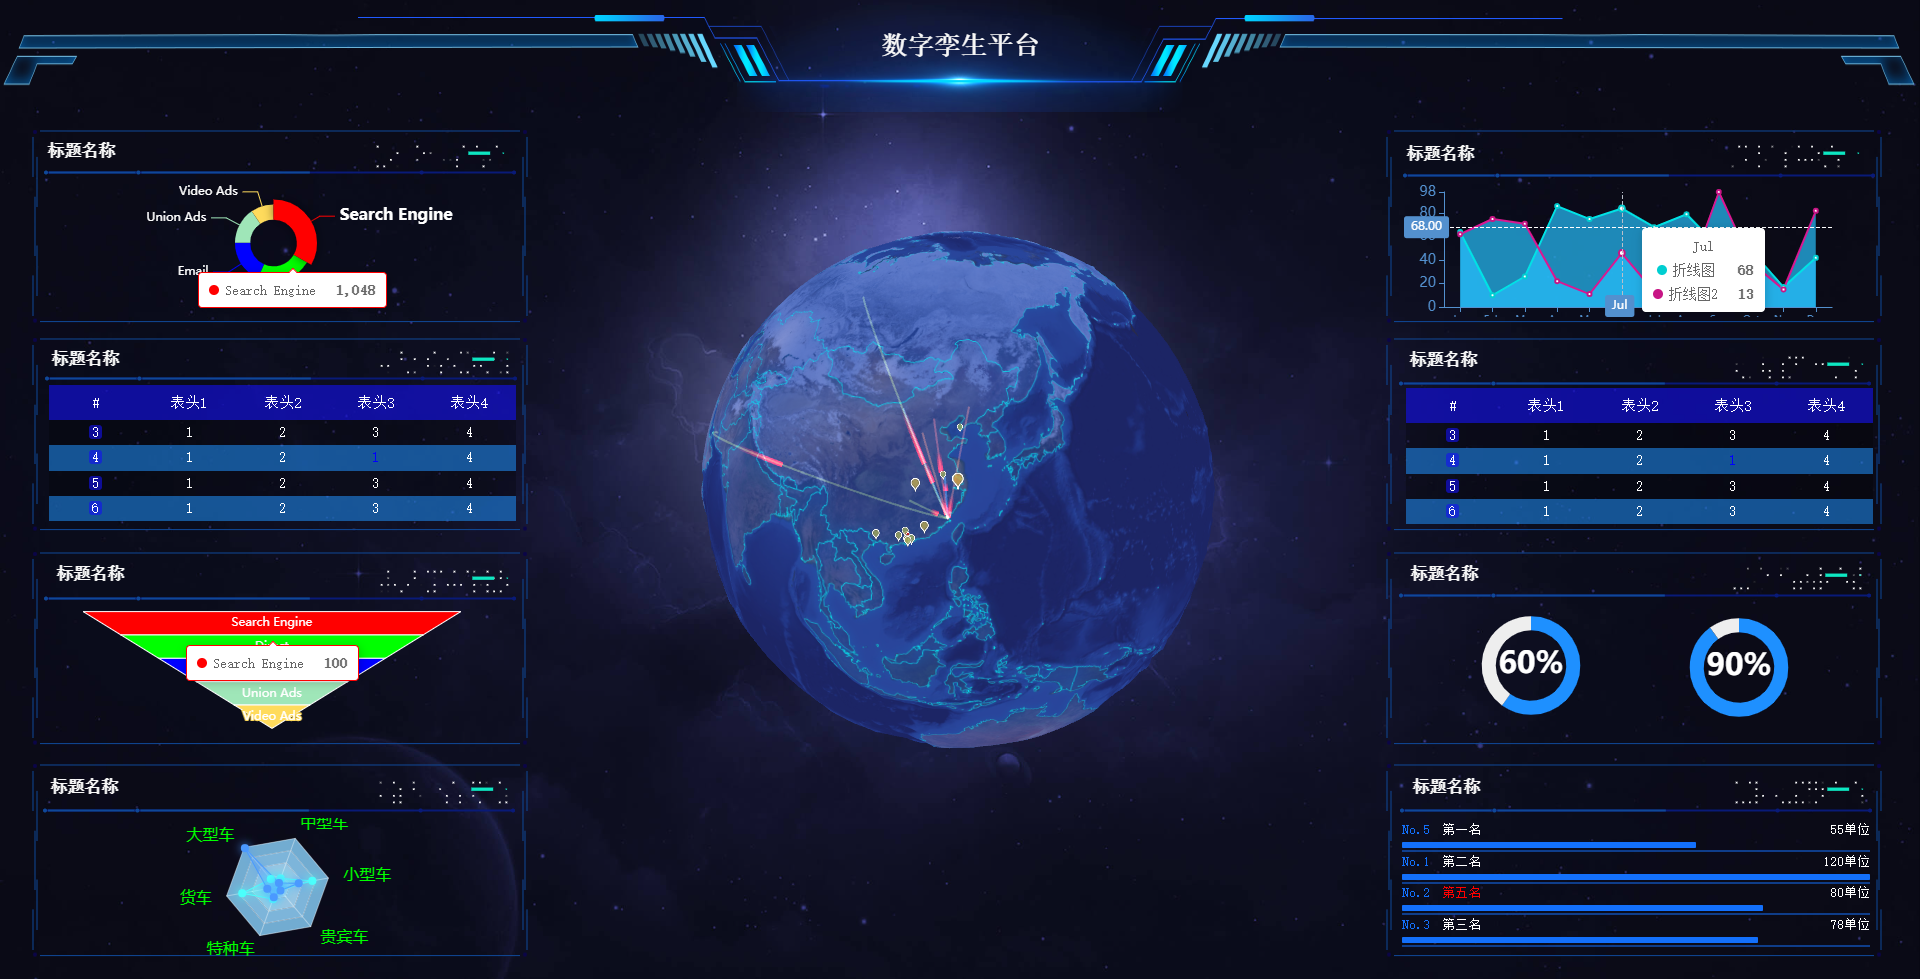 数字孪生平台
标题名称
Video Ads
Union Ads
Search Engine
Email
Search Engine 1,048
标题名称
# 表头1 表头2 表头3 表头4
3 1 2 3 4
4 1 2 1 4
5 1 2 3 4
6 1 2 3 4
标题名称
Search Engine
Search Engine 100
Union Ads
Video Ads
标题名称
中型车
大型车
小型车
货车
贵宾车
特种车
标题名称
98
80
68.00
40
20
0
Jul
折线图 68
折线图2 13
Jul
标题名称
# 表头1 表头2 表头3 表头4
3 1 2 3 4
4 1 2 1 4
5 1 2 3 4
6 1 2 3 4
标题名称
60%
90%
标题名称
No.5 第一名 55单位
No.1 第二名 120单位
No.2 第五名 80单位
No.3 第三名 78单位